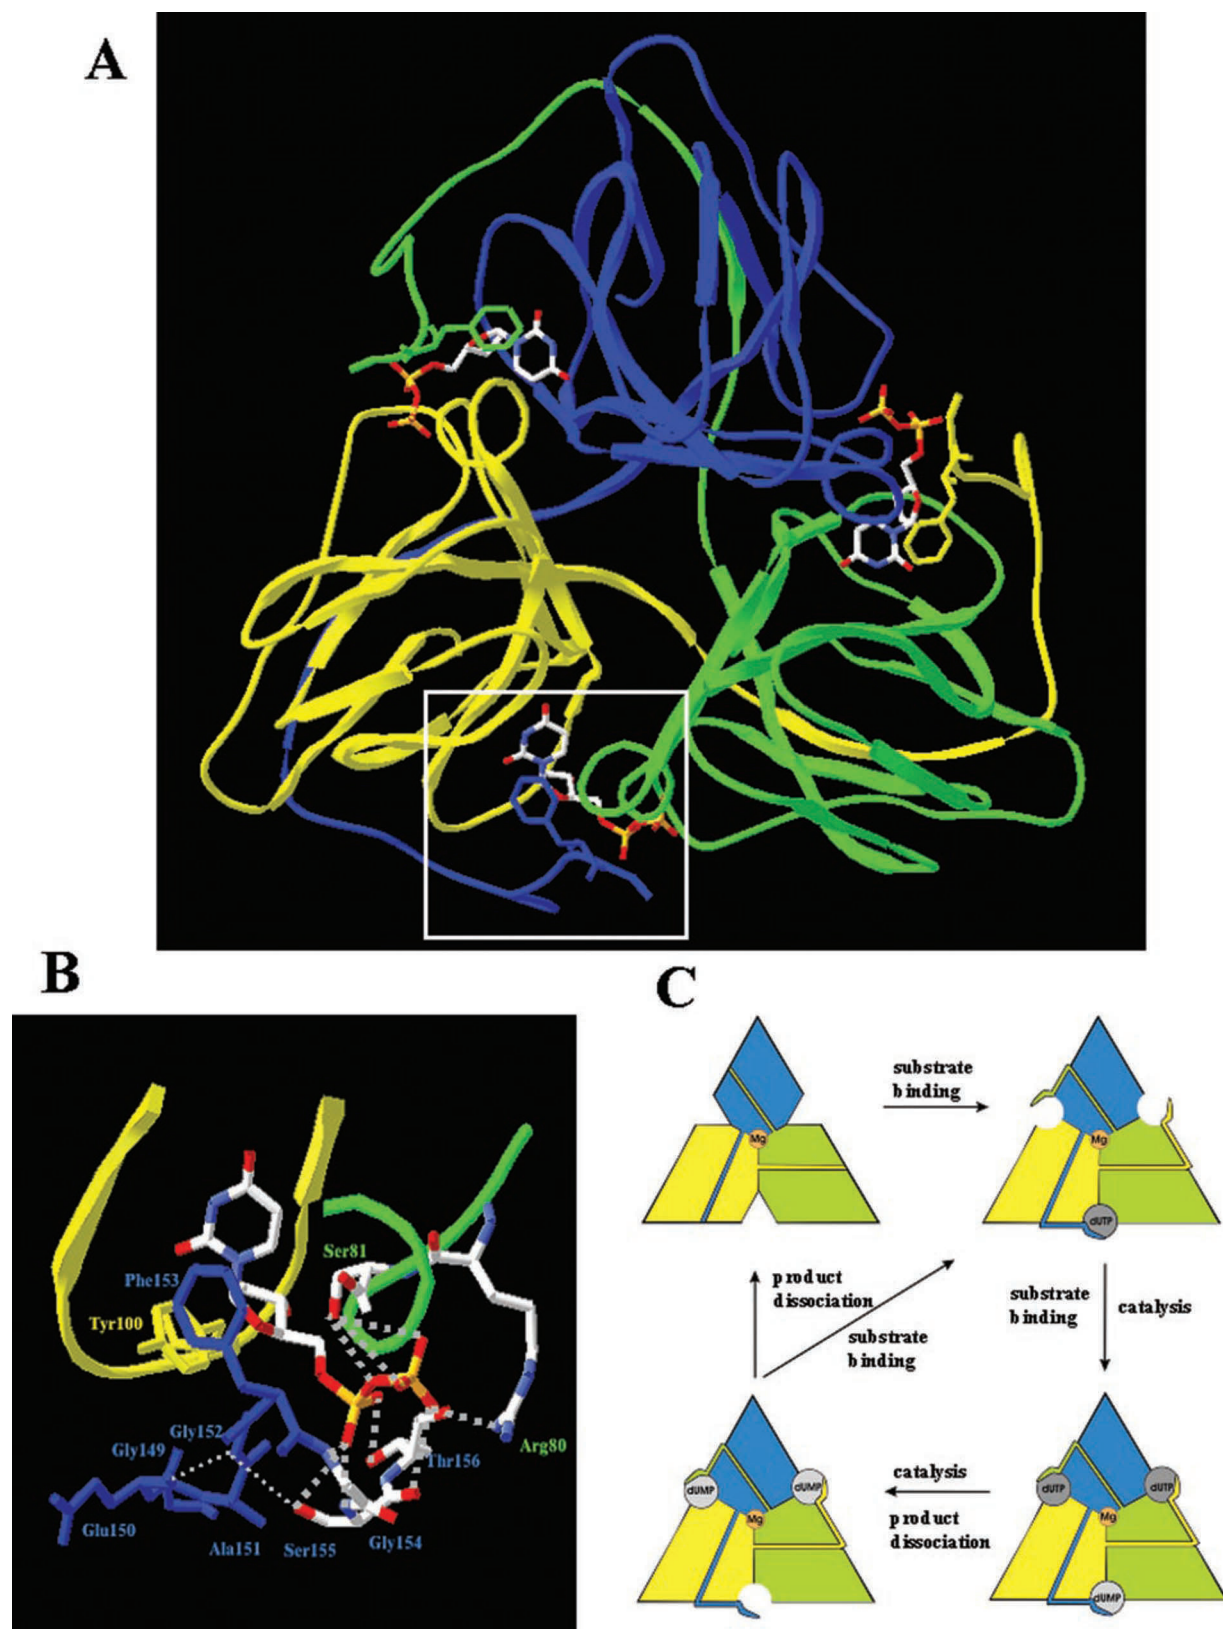 A
B
Ser81
Phe153
Tyr100
Gly152
Gly149
Thr156
Arg80
Glu150
Ala151
Ser155
Gly154
C
substrate
binding
Mg
Mg
dUTP
product
dissociation
substrate
binding
substrate
binding
catalysis
dUMP
dUMP
Mg
catalysis
product
dissociation
dUTP
dUTP
Mg
dUMP